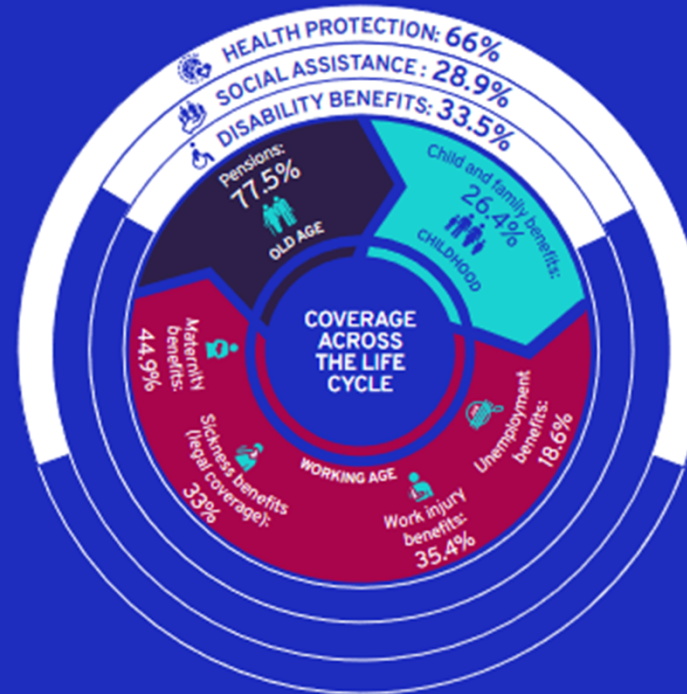 HEALTH PROTECTION: 66%
SOCIAL ASSISTANCE: 28.9%
DISABILITY BENEFITS: 33.5%
Pensions:
77.5%
OLD AGE
Child and family benefits:
26.4%
CHILDHOOD
COVERAGE
ACROSS
THE LIFE
CYCLE
Maternity
benefits:
44.9%
Sickness benefits
(legal coverage):
33%
WORKING AGE
Work injury
benefits:
35.4%
Unemployment
benefits:
18.6%